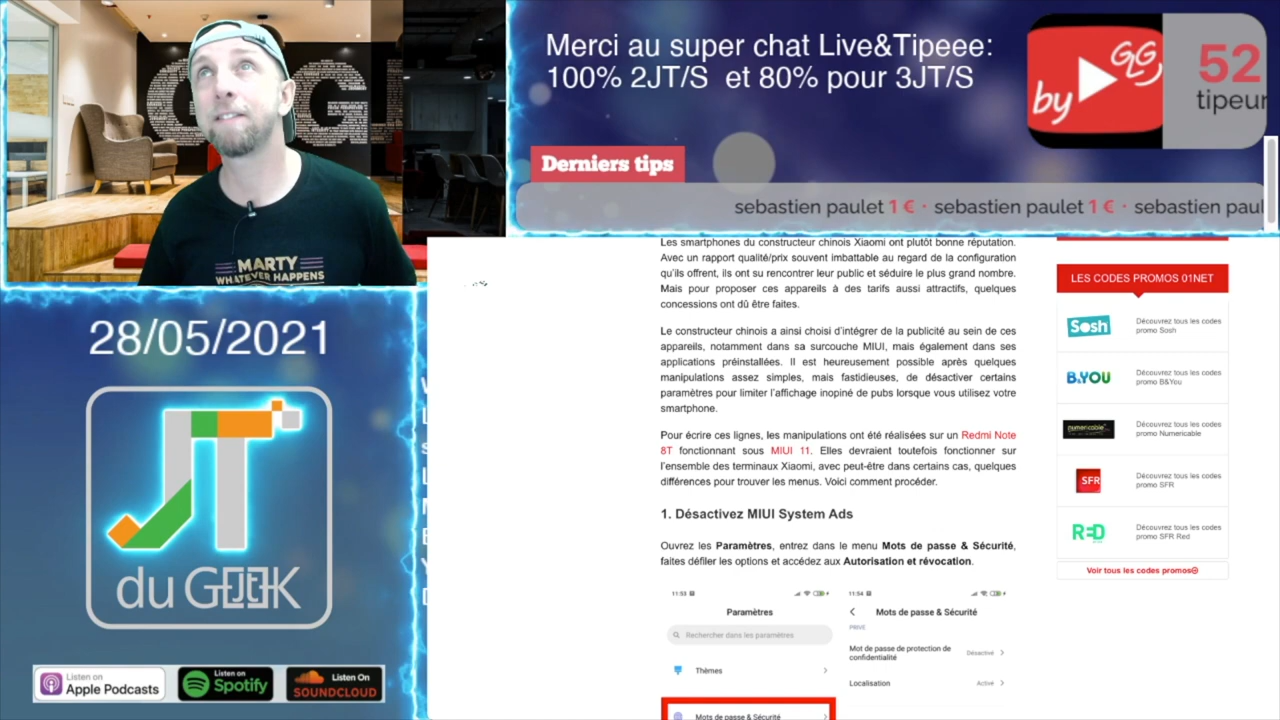 MARTY
WHATEVER HAPPENS
Merci au super chat Live&Tipeee:
100% 2JT/S et 80% pour 3JT/S
by GG
52
tipeur
Derniers tips
sebastien paulet 1 € · sebastien paulet 1 € · sebastien paul
28/05/2021
JT
du GEEK
Listen on
Apple Podcasts
Listen on
Spotify
Listen On
SOUNDCLOUD
Les smartphones du constructeur chinois Xiaomi ont plutôt bonne réputation.
Avec un rapport qualité/prix souvent imbattable au regard de la configuration
qu'ils offrent, ils ont su rencontrer leur public et séduire le plus grand nombre.
Mais pour proposer ces appareils à des tarifs aussi attractifs, quelques
concessions ont dû être faites.
Le constructeur chinois a ainsi choisi d'intégrer de la publicité au sein de ces
appareils, notamment dans sa surcouche MIUI, mais également dans ses
applications préinstallées. Il est heureusement possible après quelques
manipulations assez simples, mais fastidieuses, de désactiver certains
paramètres pour limiter l'affichage inopiné de pubs lorsque vous utilisez votre
smartphone.
Pour écrire ces lignes, les manipulations ont été réalisées sur un Redmi Note
8T fonctionnant sous MIUI 11. Elles devraient toutefois fonctionner sur
l'ensemble des terminaux Xiaomi, avec peut-être dans certains cas, quelques
différences pour trouver les menus. Voici comment procéder.
1. Désactivez MIUI System Ads
Ouvrez les Paramètres, entrez dans le menu Mots de passe & Sécurité,
faites défiler les options et accédez aux Autorisation et révocation.
11:53
Paramètres
Rechercher dans les paramètres
Thèmes
Mots de passe & Sécurité
11:54
Mots de passe & Sécurité
PRIVÉ
Mot de passe de protection de
confidentialité
Désactivé
Localisation
Activé
LES CODES PROMOS 01NET
Sosh
Découvrez tous les codes
promo Sosh
B&YOU
Découvrez tous les codes
promo B&You
numericable
Découvrez tous les codes
promo Numericable
SFR
Découvrez tous les codes
promo SFR
RED
Découvrez tous les codes
promo SFR Red
Voir tous les codes promos